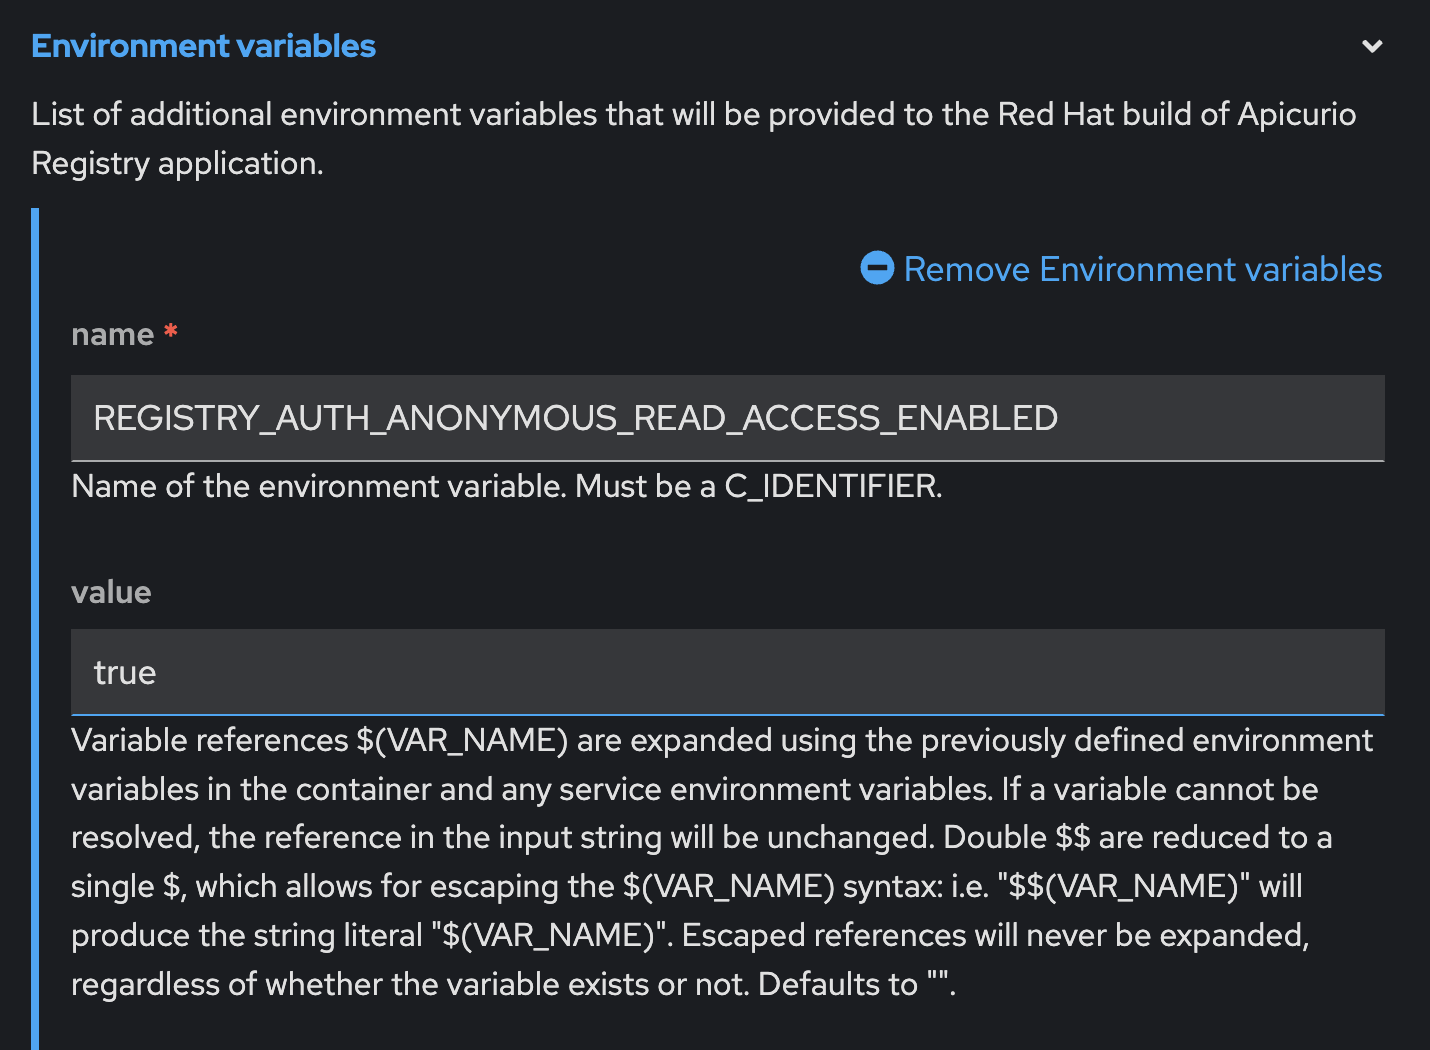 Environment variables
List of additional environment variables that will be provided to the Red Hat build of Apicurio
Registry application.
Remove Environment variables
name *
REGISTRY_AUTH_ANONYMOUS_READ_ACCESS_ENABLED
Name of the environment variable. Must be a C_IDENTIFIER.
value
true
Variable references $(VAR_NAME) are expanded using the previously defined environment
variables in the container and any service environment variables. If a variable cannot be
resolved, the reference in the input string will be unchanged. Double $$ are reduced to a
single $, which allows for escaping the $(VAR_NAME) syntax: i.e. "$$(VAR_NAME)" will
produce the string literal "$(VAR_NAME)". Escaped references will never be expanded,
regardless of whether the variable exists or not. Defaults to "".